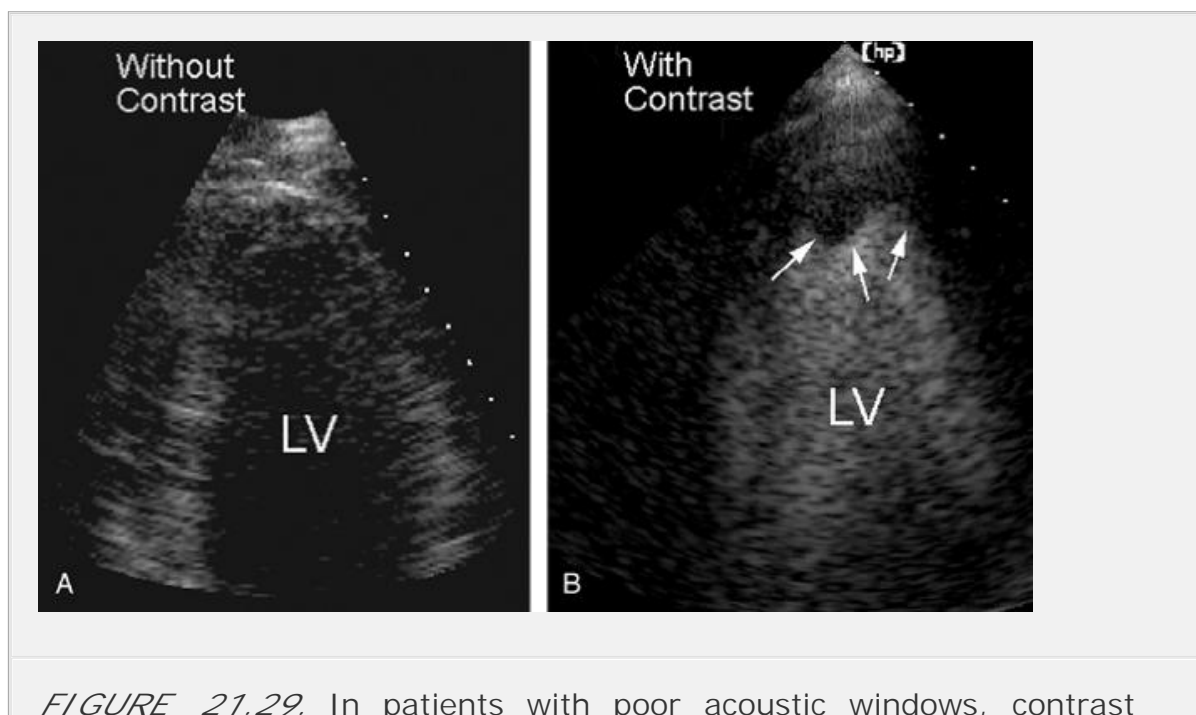 Without
Contrast
LV
A
With
Contrast
[hp]
LV
B
FIGURE 21.29. In patients with poor acoustic windows, contrast